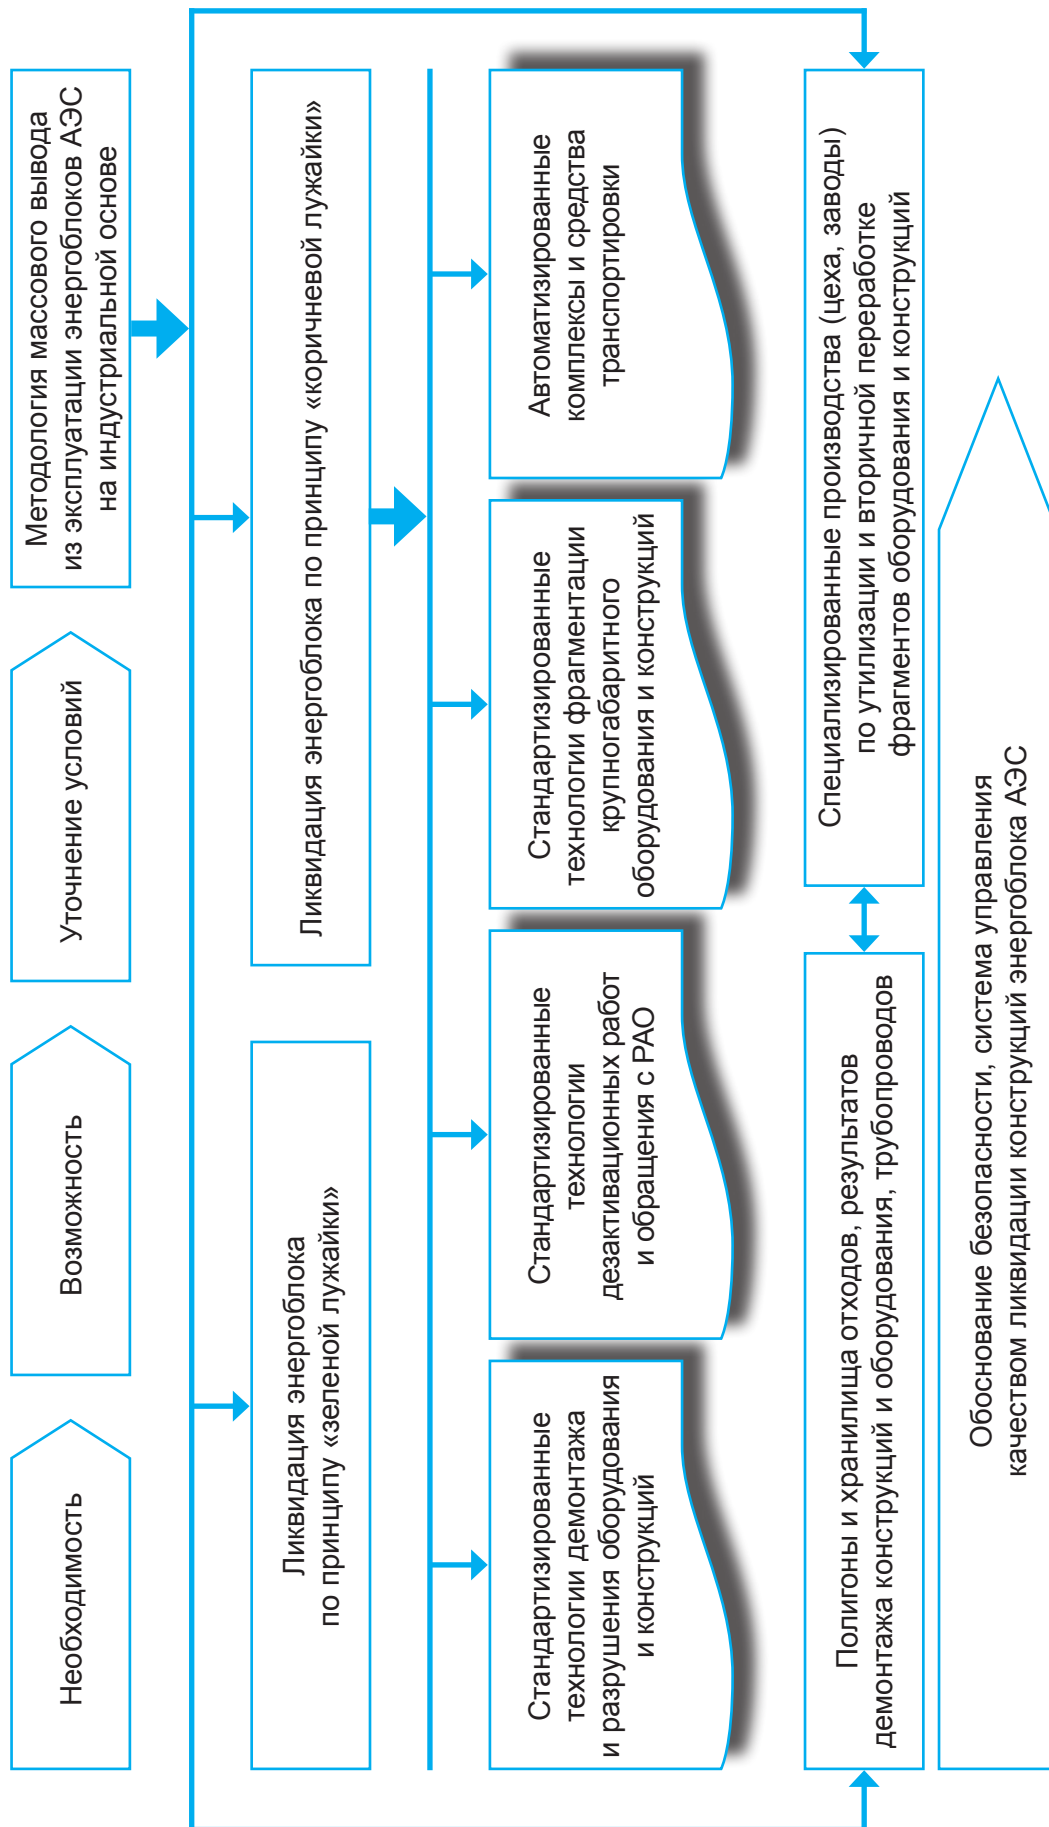 Необходимость
Возможность
Уточнение условий
Методология массового вывода
из эксплуатации энергоблоков АЭС
на индустриальной основе
Ликвидация энергоблока
по принципу «зеленой лужайки»
Ликвидация энергоблока по принципу «коричневой лужайки»
Стандартизированные
технологии демонтажа
и разрушения оборудования
и конструкций
Стандартизированные
технологии
дезактивационных работ
и обращения с РАО
Стандартизированные
технологии фрагментации
крупногабаритного
оборудования и конструкций
Автоматизированные
комплексы и средства
транспортировки
Полигоны и хранилища отходов, результатов
демонтажа конструкций и оборудования, трубопроводов
Специализированные производства (цеха, заводы)
по утилизации и вторичной переработке
фрагментов оборудования и конструкций
Обоснование безопасности, система управления
качеством ликвидации конструкций энергоблока АЭС